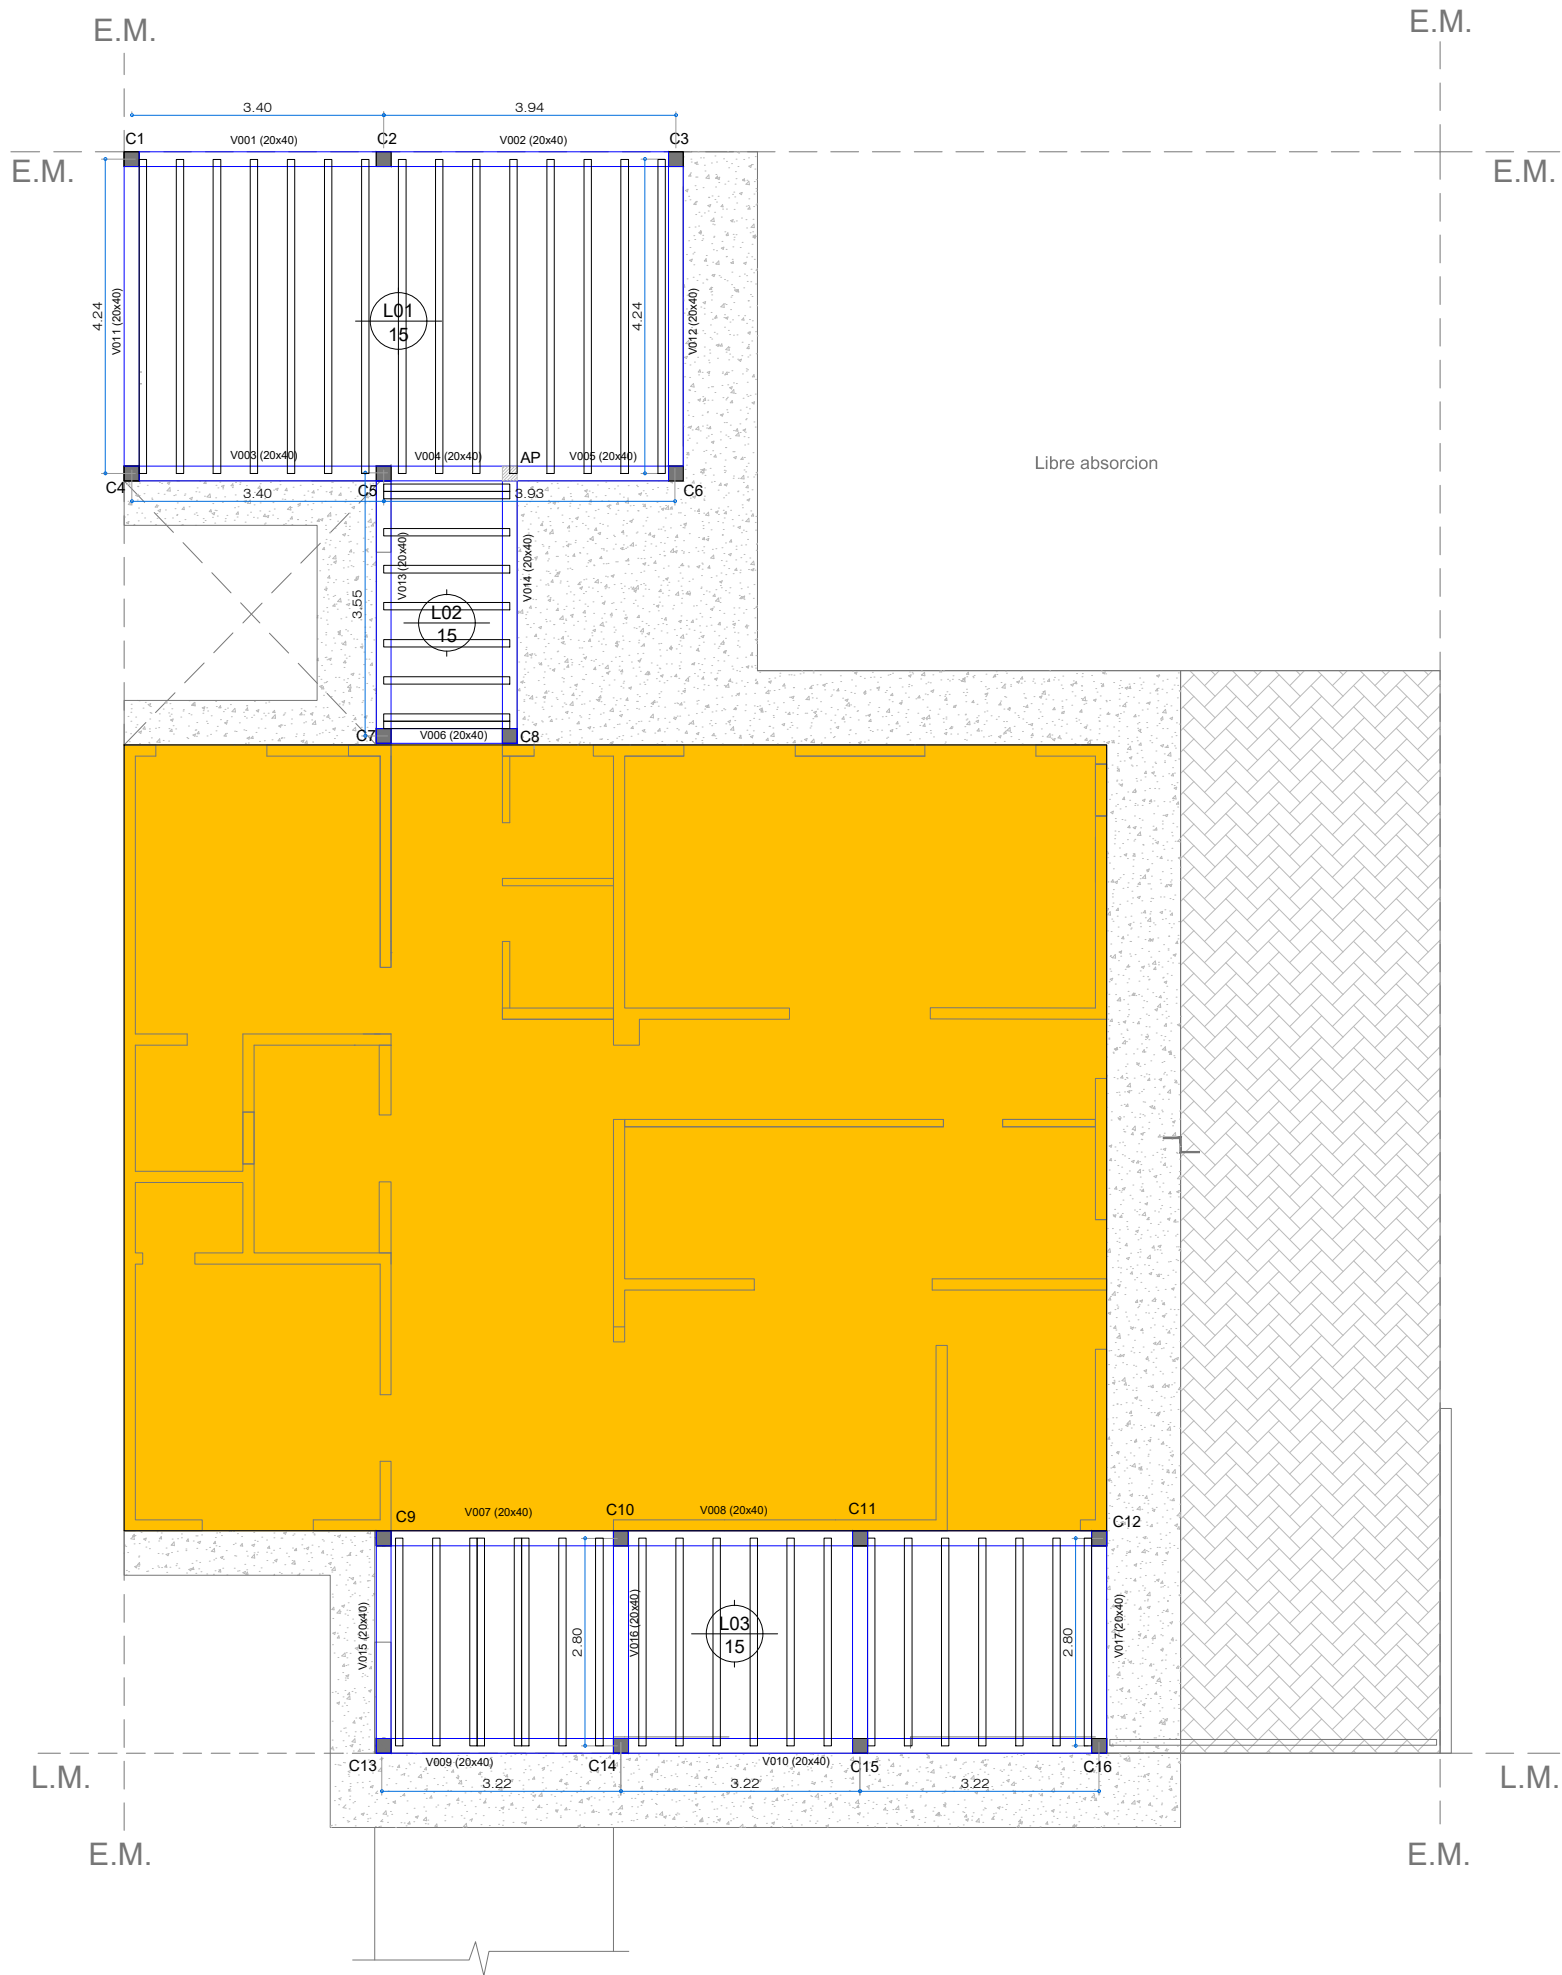 E.M.
E.M.
3.40
3.94
C1
V001 (20x40)
C2
V002 (20x40)
C3
E.M.
E.M.
4.24
V011 (20x40)
L01
15
4.24
V012 (20x40)
V003 (20x40)
V004 (20x40)
AP
V005 (20x40)
C4
3.40
C5
3.93
C6
Libre absorcion
V013 (20x40)
V014 (20x40)
3.55
L02
15
C7
V006 (20x40)
C8
C9
V007 (20x40)
C10
V008 (20x40)
C11
C12
V015 (20x40)
2.80
V016 (20x40)
L03
15
2.80
V017(20x40)
C13
V009 (20x40)
C14
V010 (20x40)
C15
C16
3.22
3.22
3.22
L.M.
L.M.
E.M.
E.M.